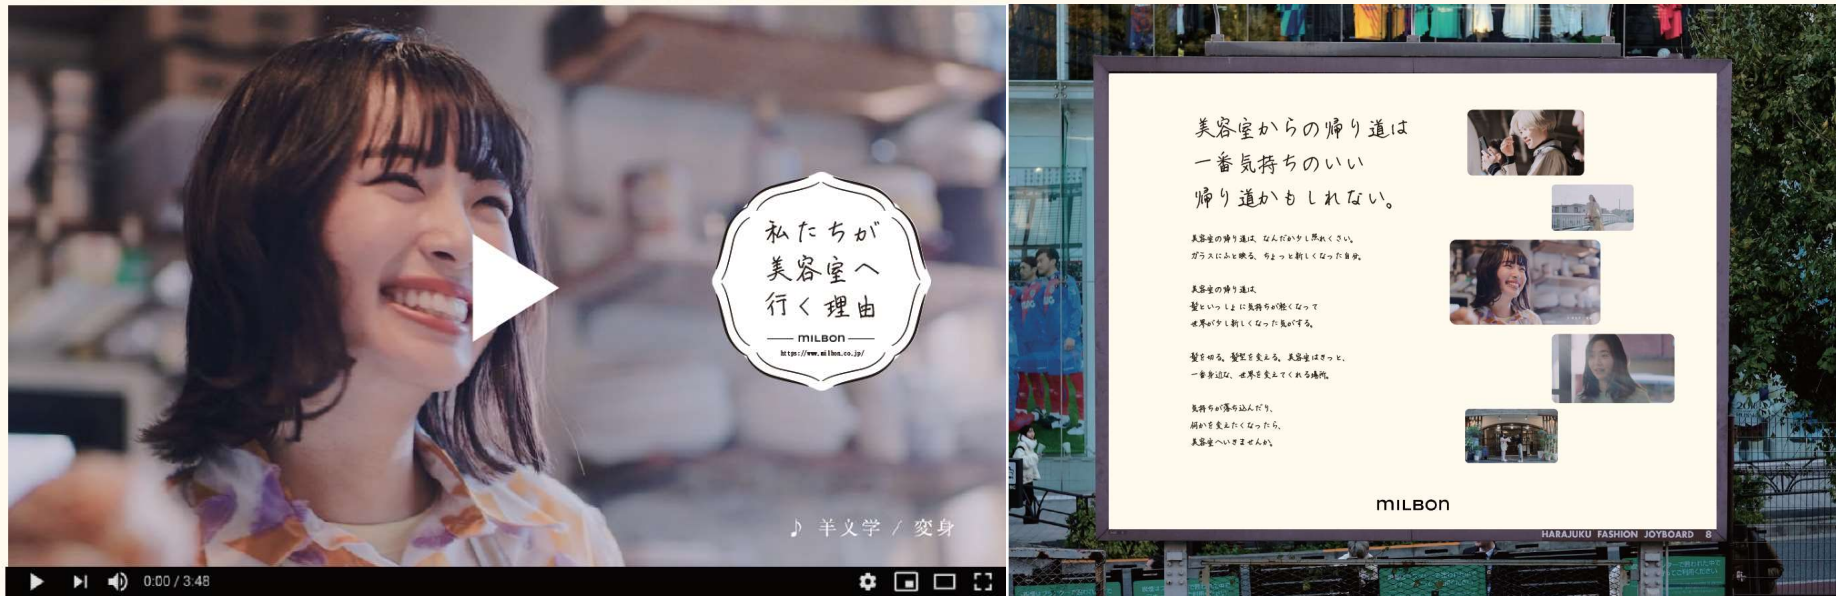 私たちが
美容室へ
行く理由
MILBON
https://www.milbon.co.jp/
♪ 羊文学 / 変身
0:00 / 3:48
美容室からの帰り道は
一番気持ちのいい
帰り道かもしれない。
美容室の帰り道は、なんだか少し照れくさい。
ガラスにふと映る、ちょっと新しくなった自分。
美容室の帰り道は、
髪といっしょに気持ちが軽くなって
世界が少し新しくなった気がする。
髪を切る。髪型を変える。美容室はきっと、
一番身近な、世界を変えてくれる場所。
気持ちが落ち込んだり、
何かを変えたくなったら、
美容室へいきませんか。
MILBON
HARAJUKU FASHION JOYBOARD 8